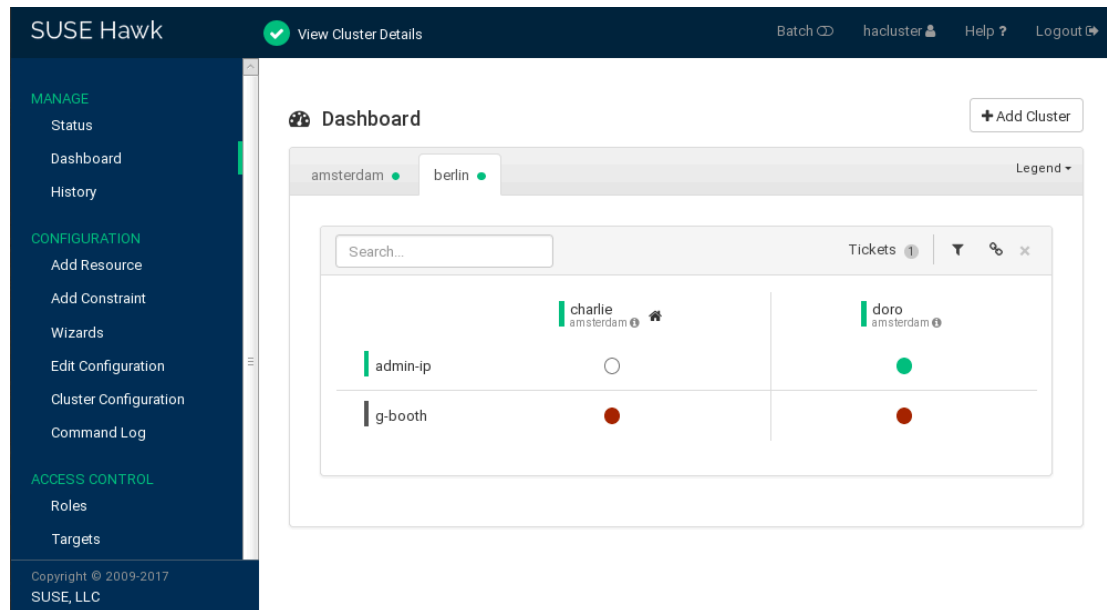 SUSE Hawk
View Cluster Details
Batch
hacluster
Help ?
Logout
MANAGE
Status
Dashboard
History
CONFIGURATION
Add Resource
Add Constraint
Wizards
Edit Configuration
Cluster Configuration
Command Log
ACCESS CONTROL
Roles
Targets
Copyright © 2009-2017
SUSE, LLC
Dashboard
+ Add Cluster
amsterdam
berlin
Legend
Search...
Tickets 1
charlie
amsterdam
doro
amsterdam
admin-ip
g-booth